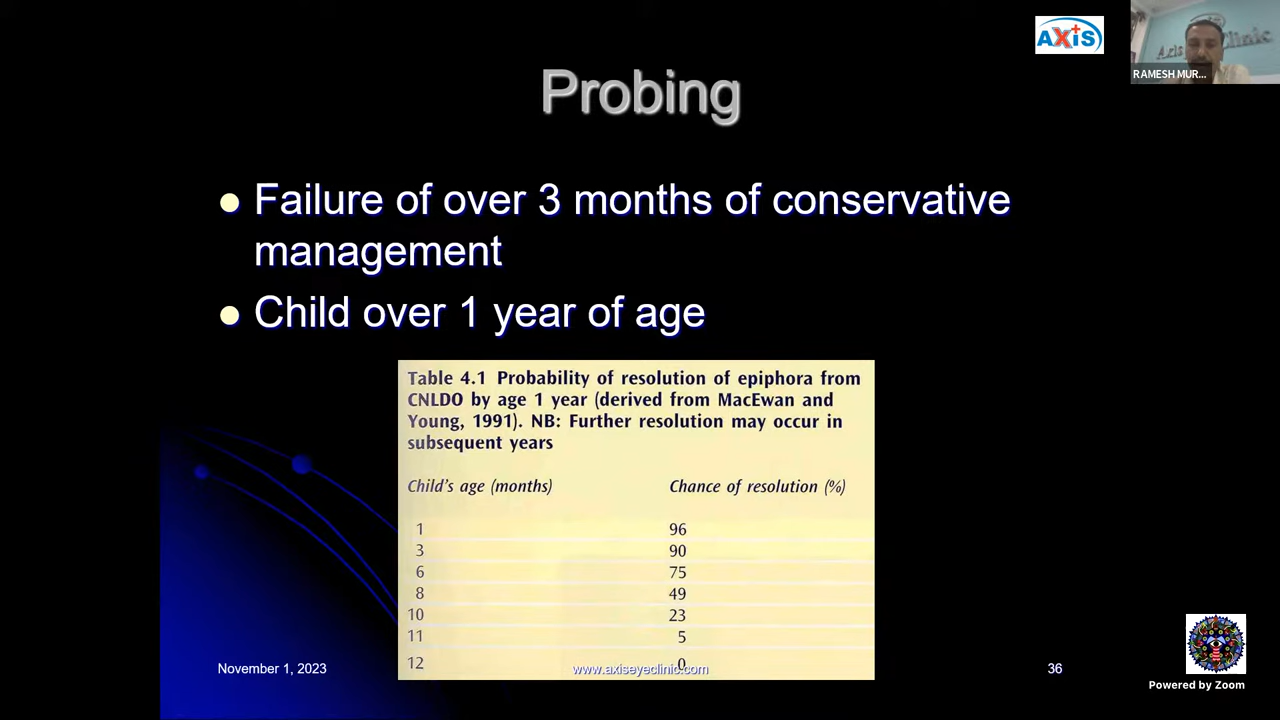 AXiS
Axis Clinic
RAMESH MUR...
Probing
Failure of over 3 months of conservative
management
Child over 1 year of age
Table 4.1 Probability of resolution of epiphora from
CNLDO by age 1 year (derived from MacEwan and
Young, 1991). NB: Further resolution may occur in
subsequent years
Child's age (months) Chance of resolution (%)
1 96
3 90
6 75
8 49
10 23
11 5
12 0
November 1, 2023 www.axiseyeclinic.com 36
Powered by Zoom